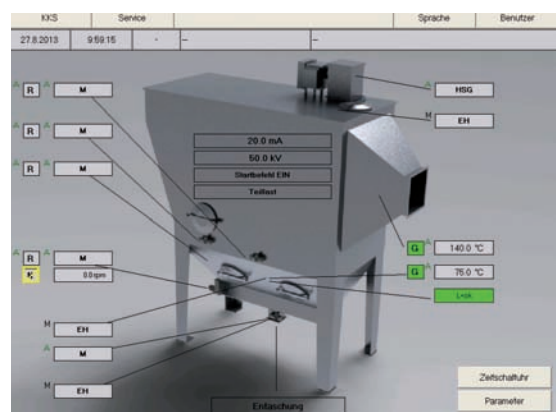 KKS Service Sprache Benutzer
27.8.2013 9:59:15 - -- --
A R A M
A HSG
M EH
A R A M
A R A M
20.0 mA
50.0 kV
Startbefehl EIN
Teillast
A R A M
0.0 rpm
G A 140.0 °C
G A 75.0 °C
M EH
A M
M EH
Entaschung
Zeitschaltuhr
Parameter